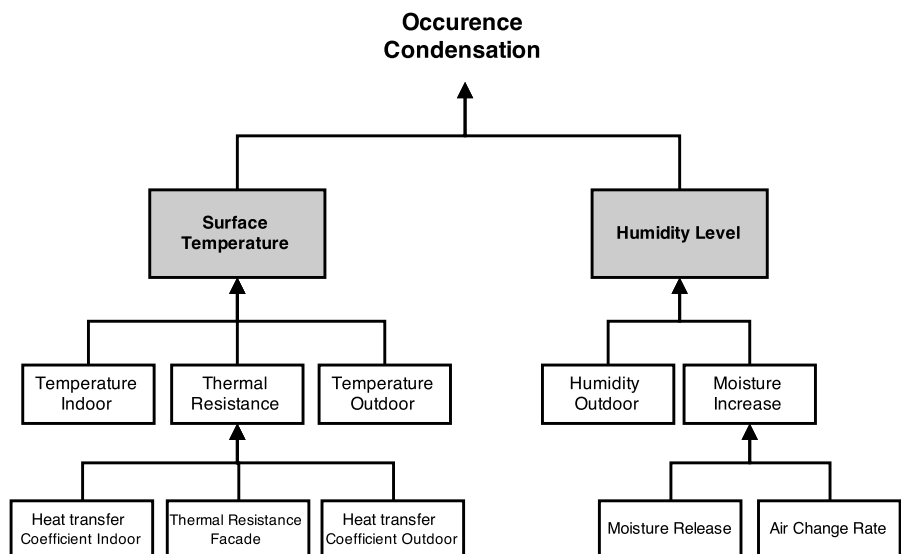 Occurence
Condensation
Surface
Temperature
Humidity Level
Temperature
Indoor
Thermal
Resistance
Temperature
Outdoor
Humidity
Outdoor
Moisture
Increase
Heat transfer
Coefficient Indoor
Thermal Resistance
Facade
Heat transfer
Coefficient Outdoor
Moisture Release
Air Change Rate